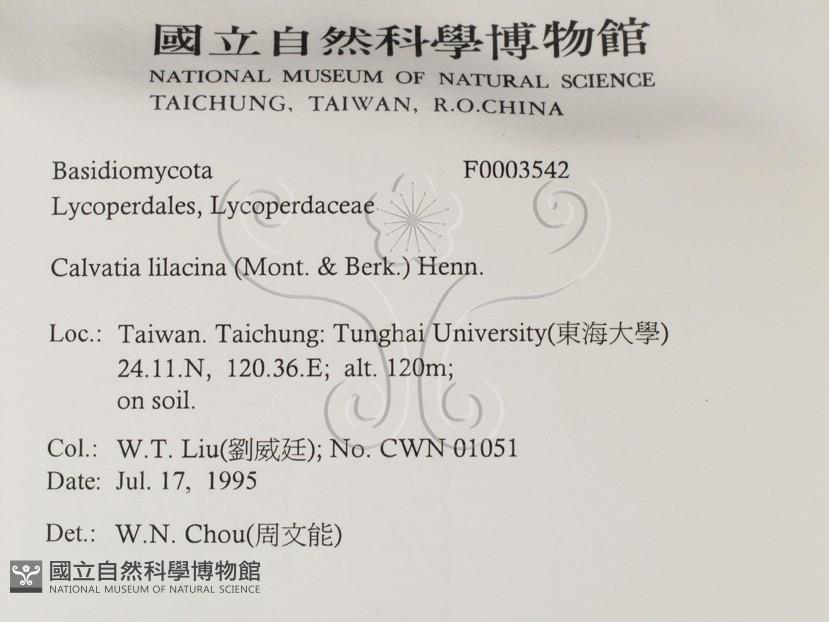 國立自然科學博物館
NATIONAL MUSEUM OF NATURAL SCIENCE
TAICHUNG, TAIWAN, R.O.CHINA
Basidiomycota F0003542
Lycoperdales, Lycoperdaceae
Calvatia lilacina (Mont. & Berk.) Henn.
Loc.: Taiwan. Taichung: Tunghai University(東海大學)
24.11.N, 120.36.E; alt. 120m;
on soil.
Col.: W.T. Liu(劉威廷); No. CWN 01051
Date: Jul. 17, 1995
Det.: W.N. Chou(周文能)
國立自然科學博物館
NATIONAL MUSEUM OF NATURAL SCIENCE